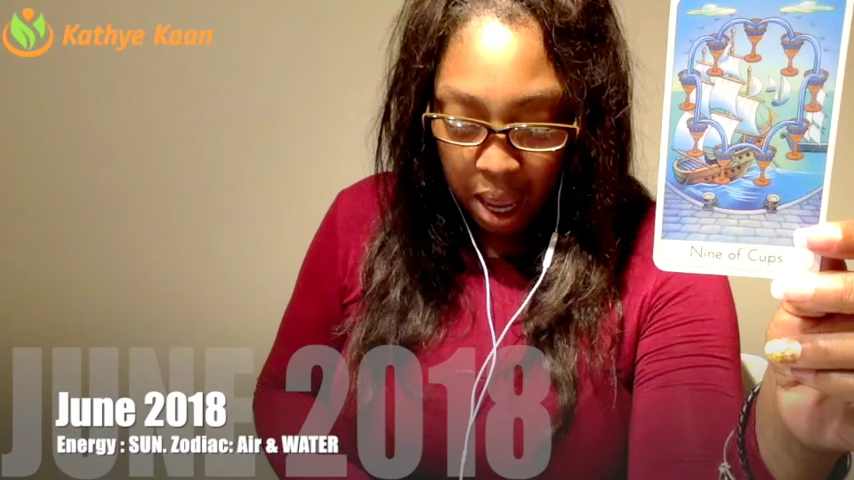 Kathye Kaan
Nine of Cups
JUNE 2018
June 2018
Energy : SUN. Zodiac: Air & WATER